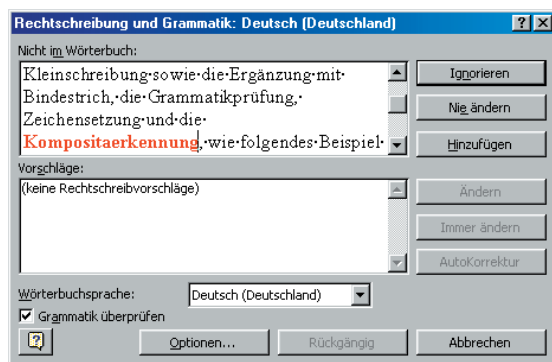 Rechtschreibung und Grammatik: Deutsch (Deutschland)
Nicht im Wörterbuch:
Kleinschreibung·sowie·die·Ergänzung·mit·
Bindestrich,·die·Grammatikprüfung,·
Zeichensetzung·und·die·
Kompositaerkennung,·wie·folgendes·Beispiel·
Ignorieren
Nie ändern
Hinzufügen
Vorschläge:
(keine Rechtschreibvorschläge)
Ändern
Immer ändern
AutoKorrektur
Wörterbuchsprache: Deutsch (Deutschland)
Grammatik überprüfen
Optionen... Rückgängig Abbrechen